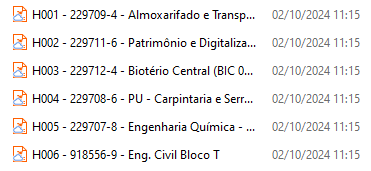 H001 - 229709-4 - Almoxarifado e Transp... 02/10/2024 11:15
H002 - 229711-6 - Patrimônio e Digitaliza... 02/10/2024 11:15
H003 - 229712-4 - Biotério Central (BIC 0... 02/10/2024 11:15
H004 - 229708-6 - PU - Carpintaria e Serr... 02/10/2024 11:15
H005 - 229707-8 - Engenharia Química - ... 02/10/2024 11:15
H006 - 918556-9 - Eng. Civil Bloco T 02/10/2024 11:15